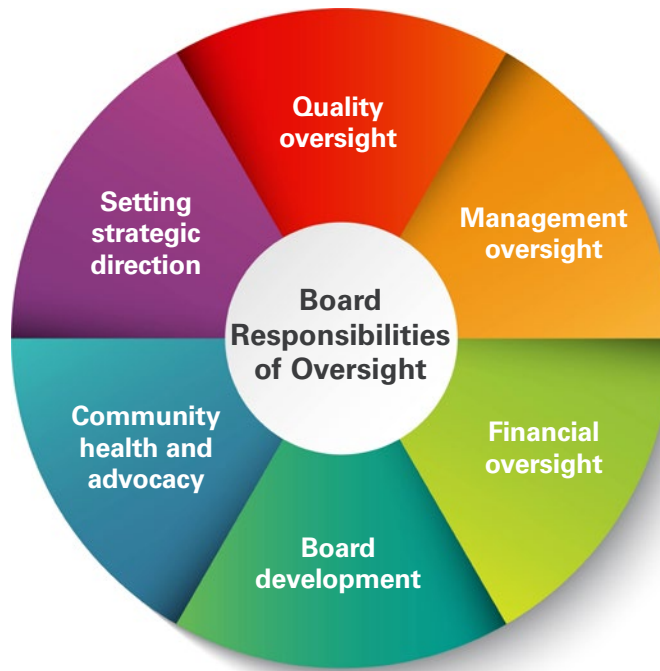 Quality
oversight
Management
oversight
Financial
oversight
Board
development
Community
health and
advocacy
Setting
strategic
direction
Board
Responsibilities
of Oversight